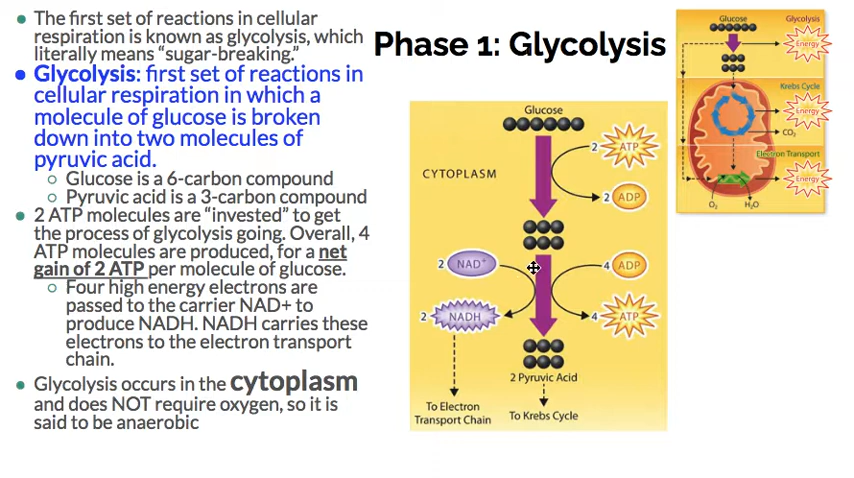 The first set of reactions in cellular
respiration is known as glycolysis, which
literally means “sugar-breaking.”
Glycolysis: first set of reactions in
cellular respiration in which a
molecule of glucose is broken
down into two molecules of
pyruvic acid.
Glucose is a 6-carbon compound
Pyruvic acid is a 3-carbon compound
2 ATP molecules are “invested” to get
the process of glycolysis going. Overall, 4
ATP molecules are produced, for a net
gain of 2 ATP per molecule of glucose.
Four high energy electrons are
passed to the carrier NAD+ to
produce NADH. NADH carries these
electrons to the electron transport
chain.
Glycolysis occurs in the cytoplasm
and does NOT require oxygen, so it is
said to be anaerobic
Phase 1: Glycolysis
Glucose
CYTOPLASM
2 ATP
2 ADP
2 NAD+
4 ADP
2 NADH
4 ATP
2 Pyruvic Acid
To Electron
Transport Chain
To Krebs Cycle
Glucose
Glycolysis
Energy
Krebs Cycle
Energy
CO2
Electron Transport
Energy
O2
H2O